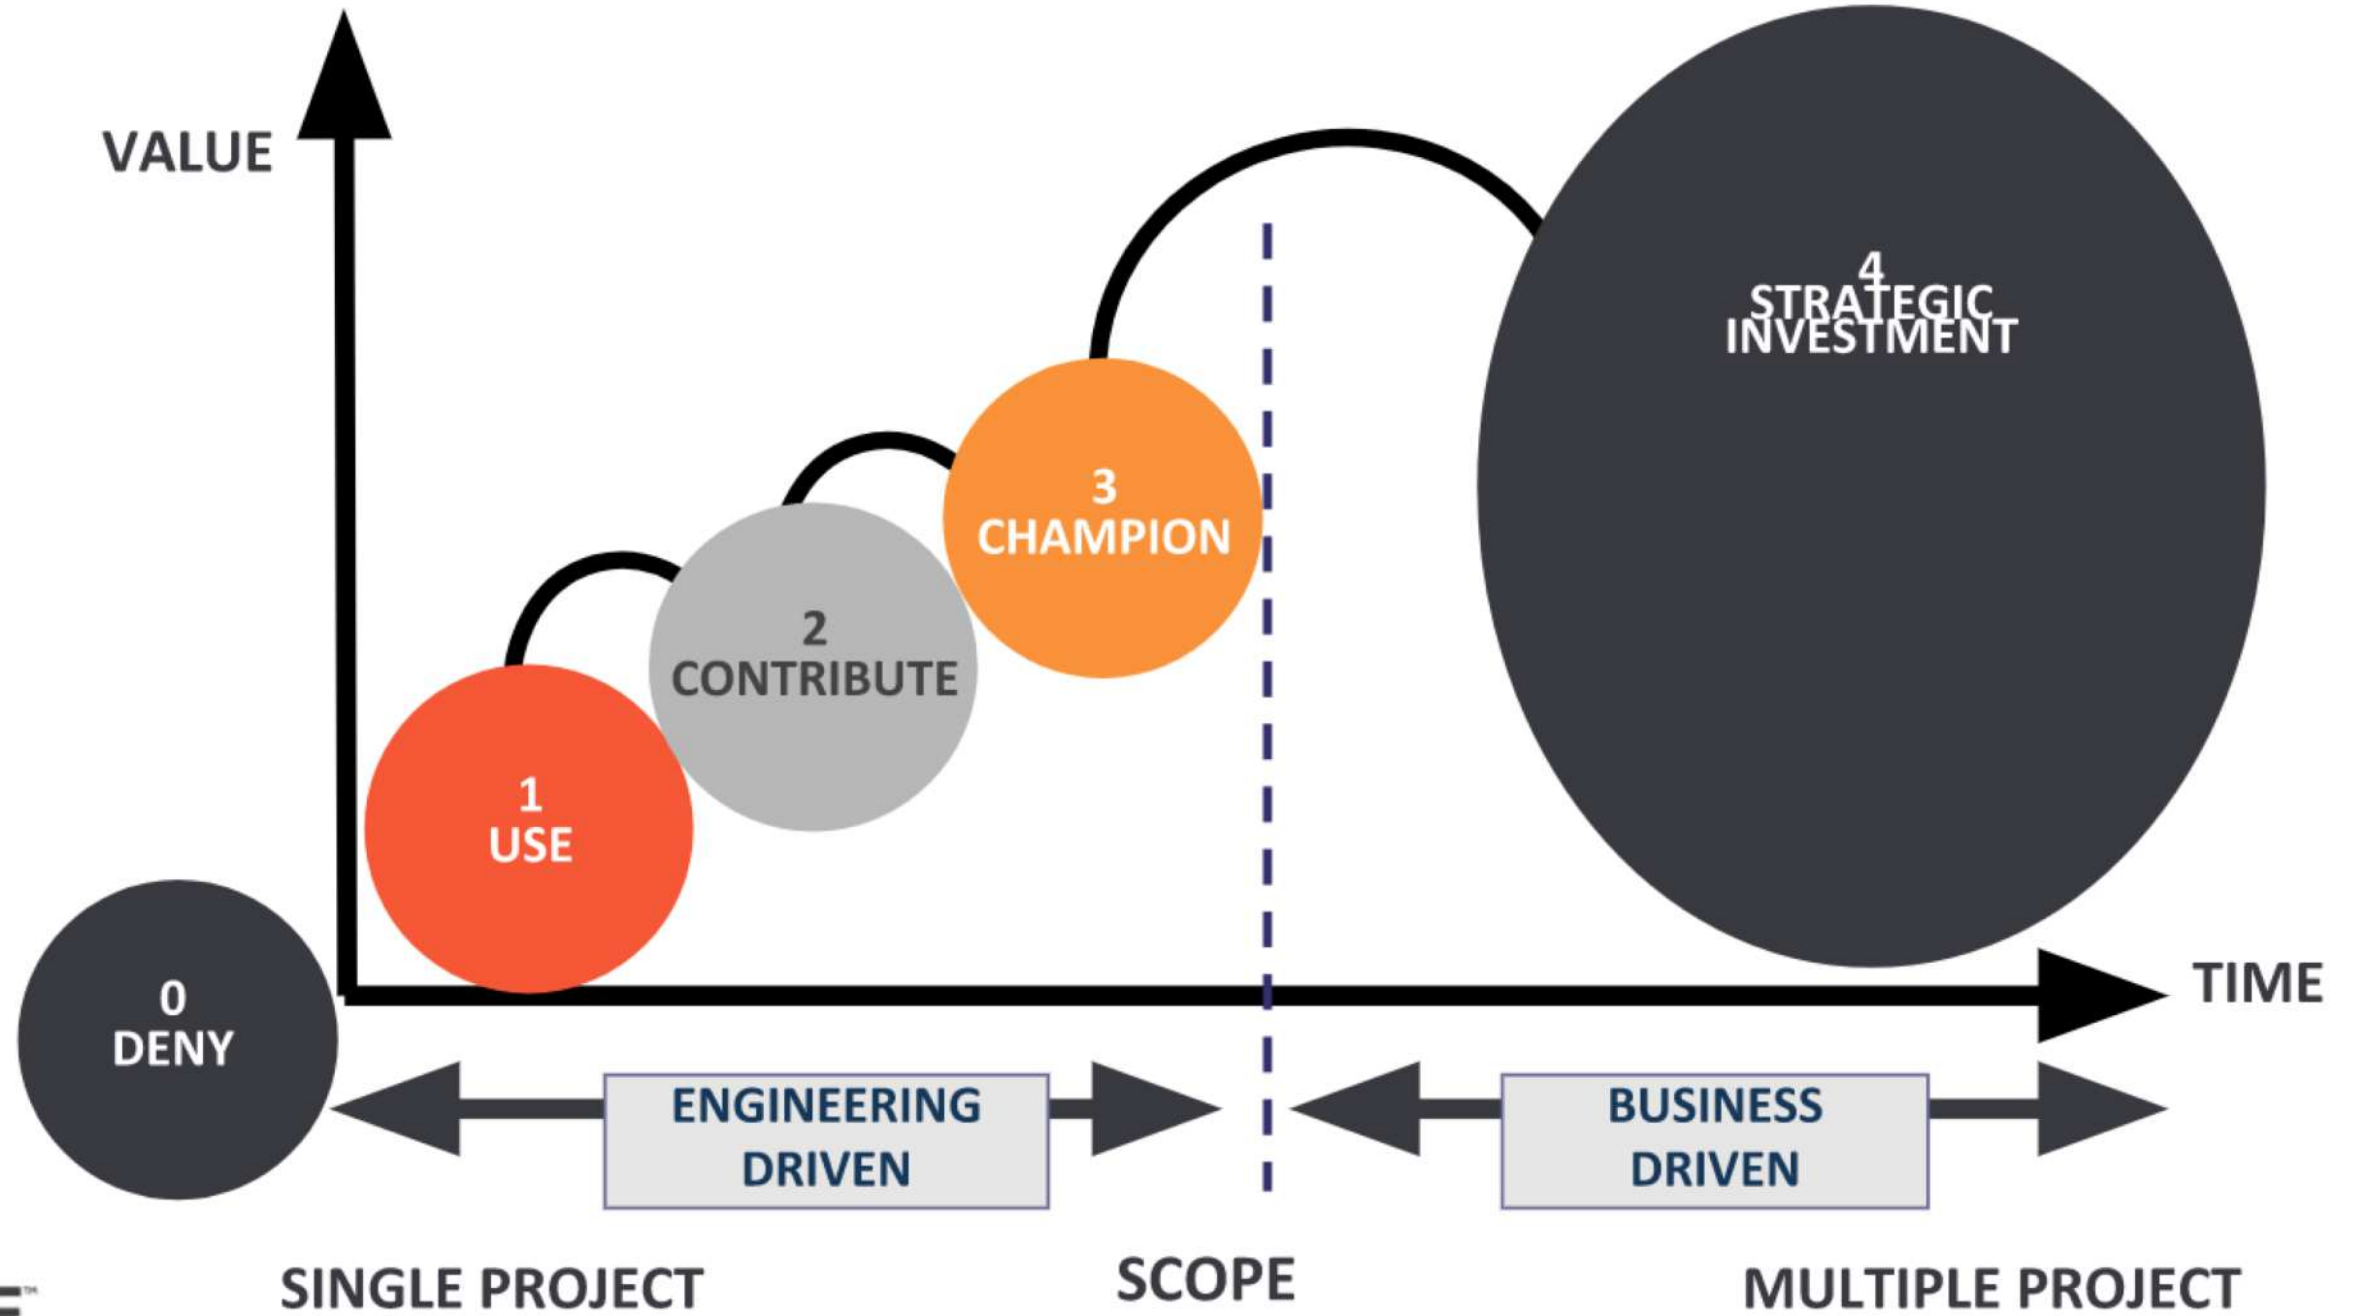 VALUE
4
STRATEGIC
INVESTMENT
3
CHAMPION
2
CONTRIBUTE
1
USE
0
DENY
TIME
ENGINEERING
DRIVEN
BUSINESS
DRIVEN
SINGLE PROJECT
SCOPE
MULTIPLE PROJECT